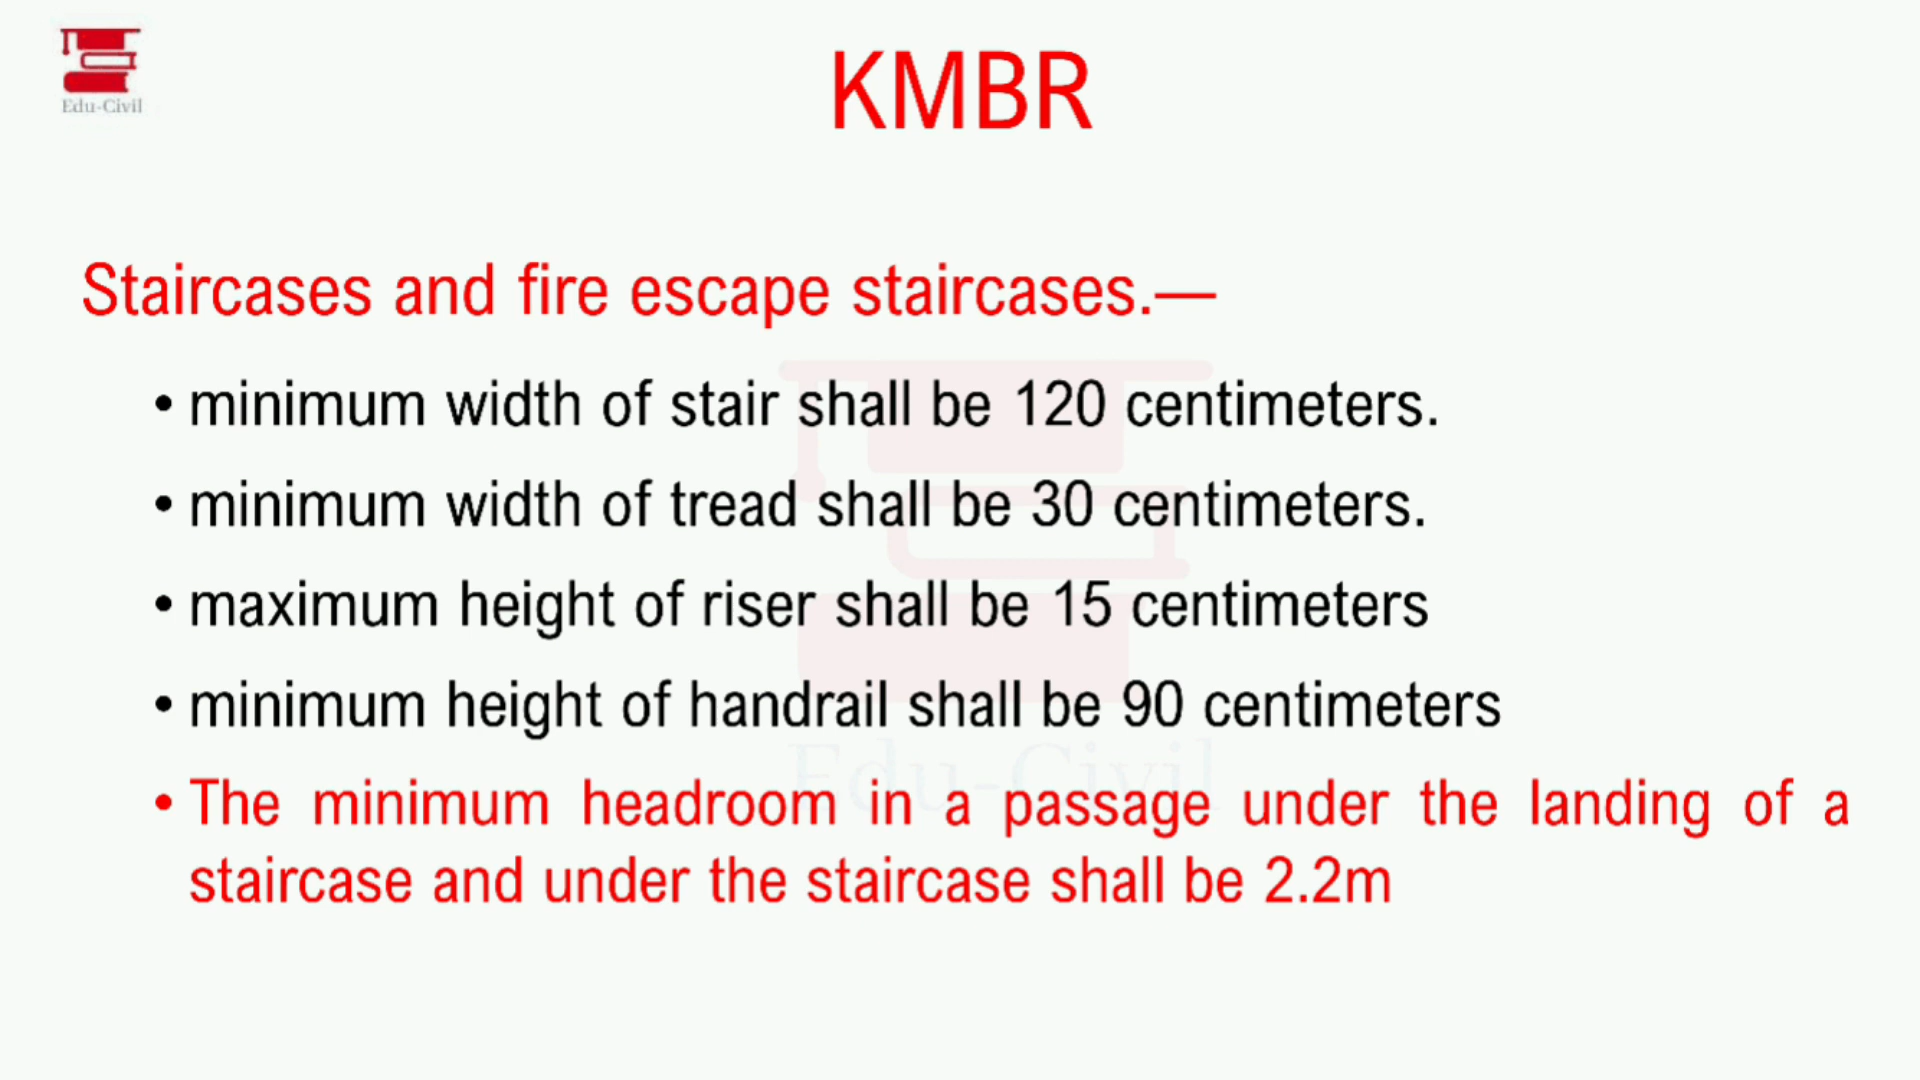 Edu-Civil
KMBR
Staircases and fire escape staircases.—
• minimum width of stair shall be 120 centimeters.
• minimum width of tread shall be 30 centimeters.
• maximum height of riser shall be 15 centimeters
• minimum height of handrail shall be 90 centimeters
Edu-Civil
• The minimum headroom in a passage under the landing of a
staircase and under the staircase shall be 2.2m